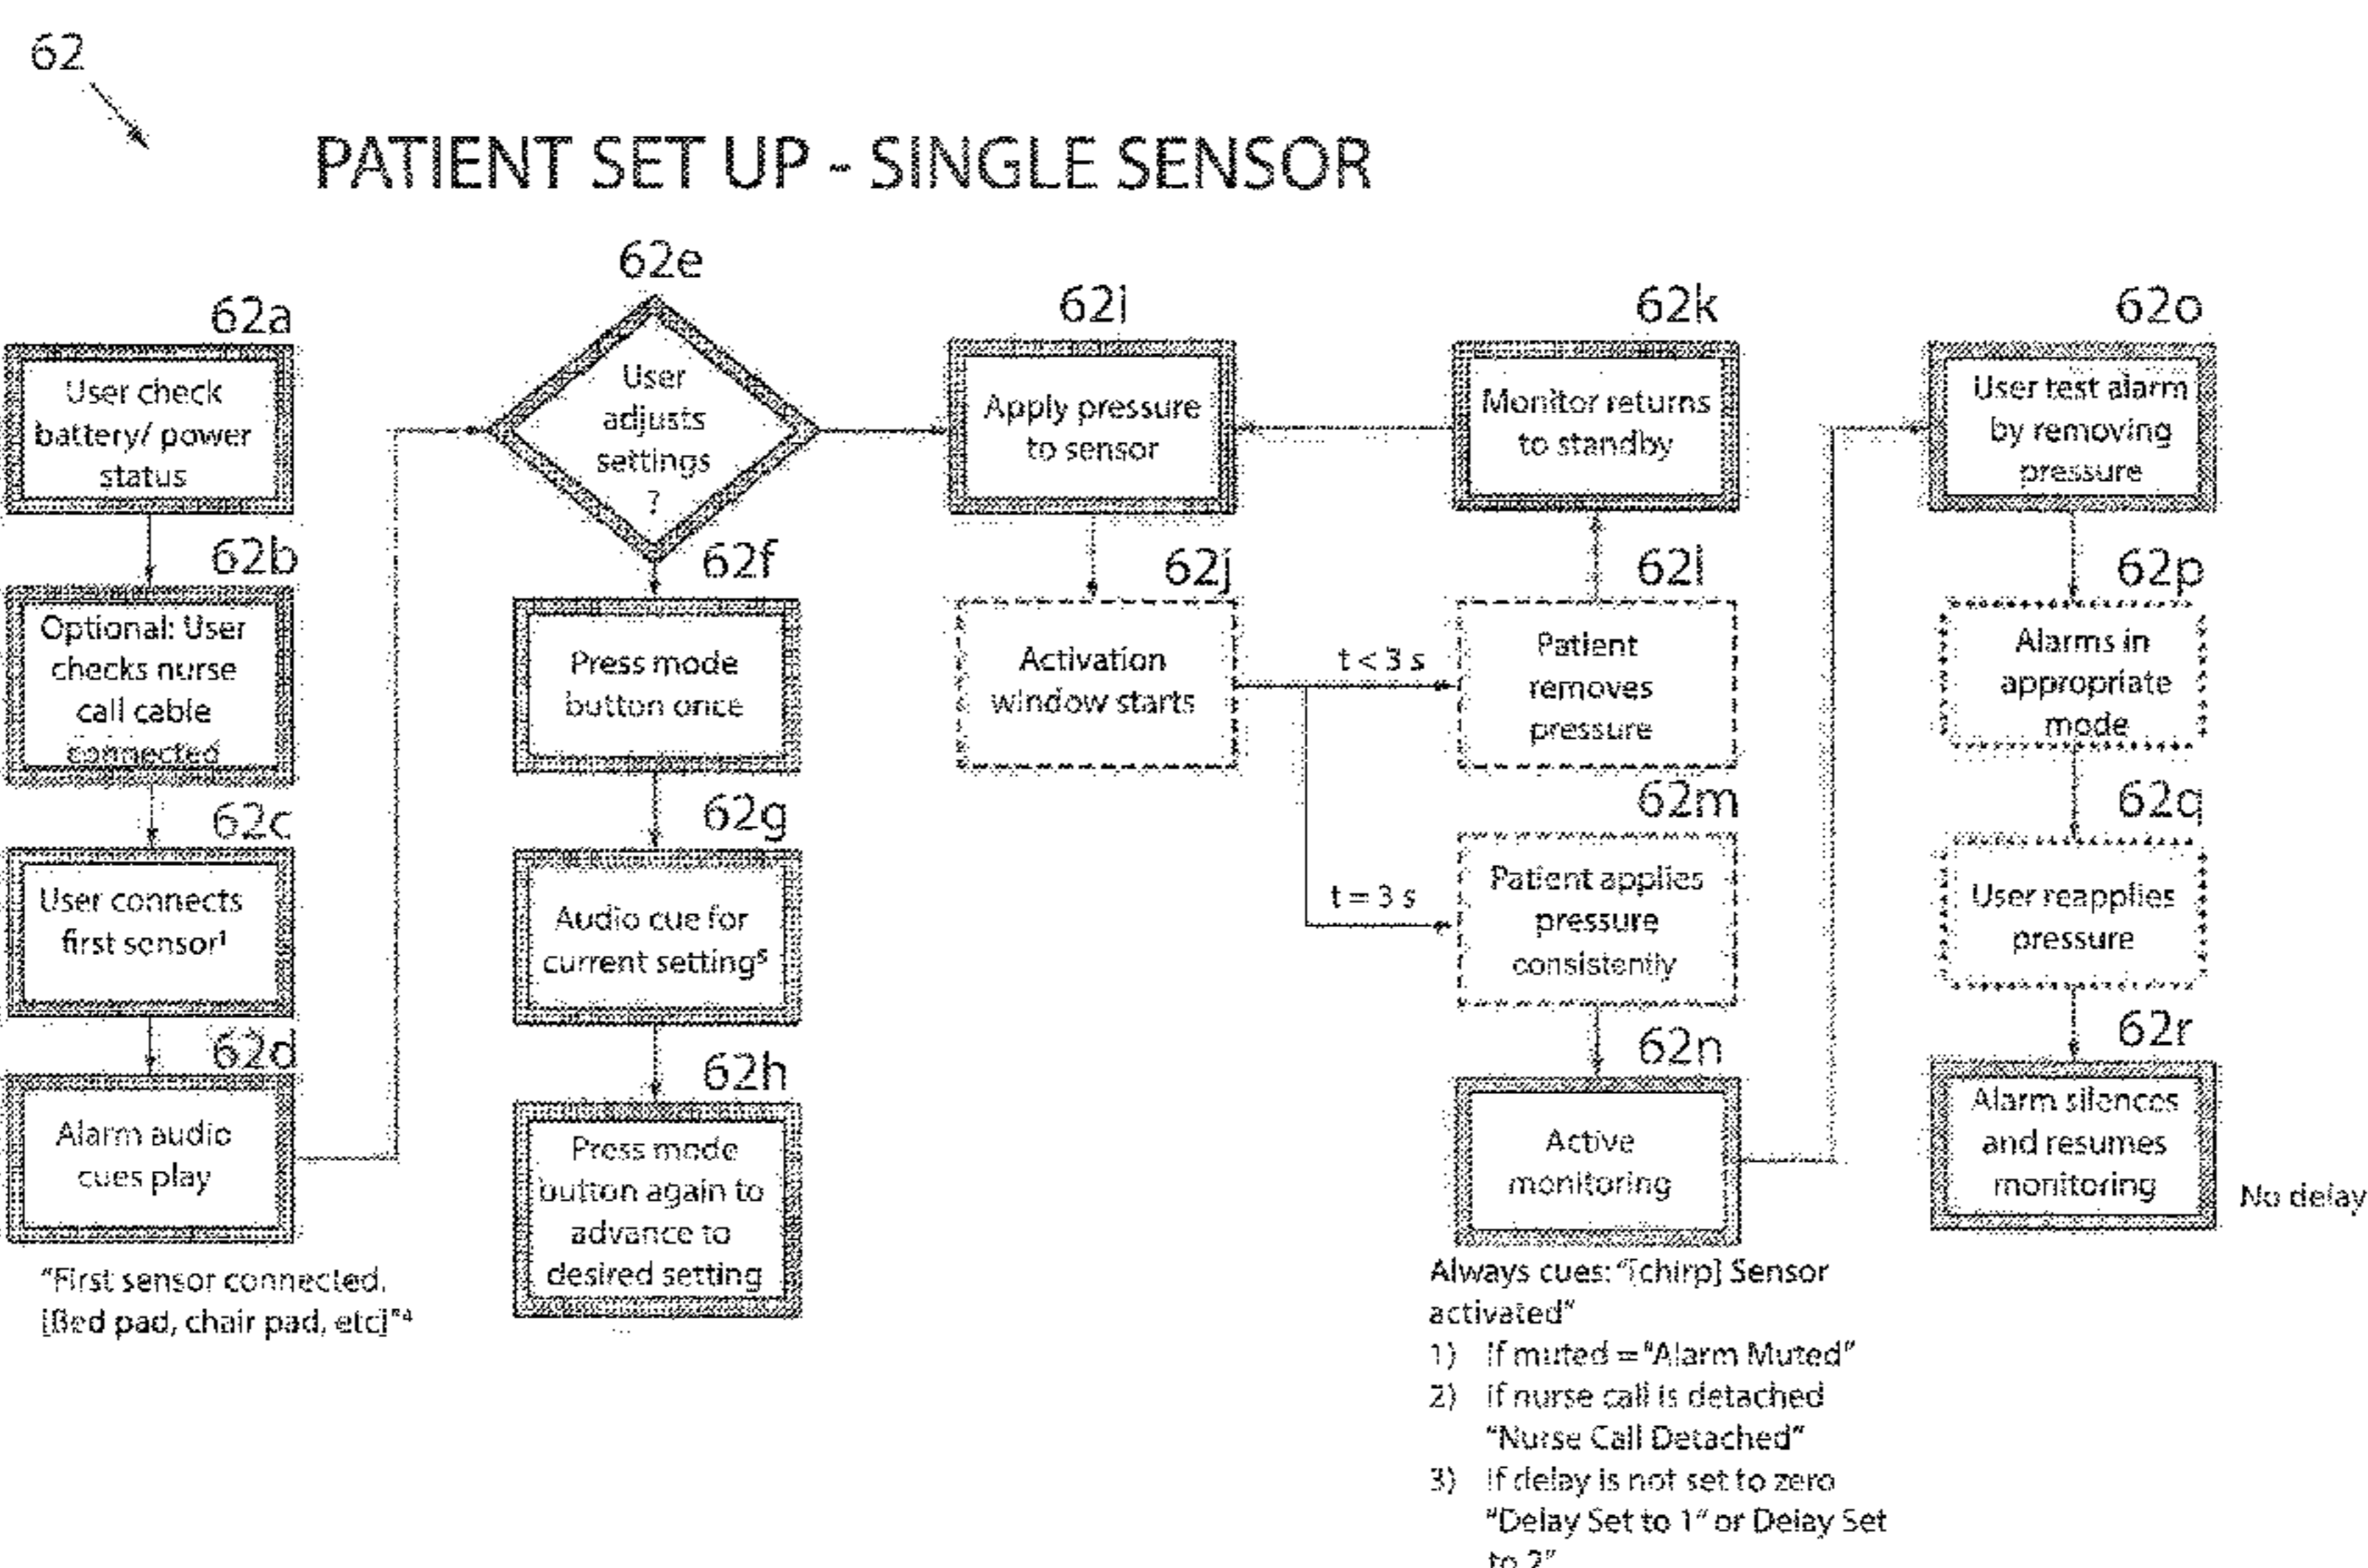 62
PATIENT SET UP - SINGLE SENSOR
62a
User check
battery/ power
status
62b
Optional: User
checks nurse
call cable
connected
62c
User connects
first sensor¹
62d
Alarm audio
cues play
"First sensor connected.
[Bed pad, chair pad, etc]"⁴
62e
User
adjusts
settings
?
62f
Press mode
button once
62g
Audio cue for
current setting⁵
62h
Press mode
button again to
advance to
desired setting
62i
Apply pressure
to sensor
62j
Activation
window starts
t < 3 s
t = 3 s
62k
Monitor returns
to standby
62l
Patient
removes
pressure
62m
Patient applies
pressure
consistently
62n
Active
monitoring
Always cues: "[chirp] Sensor
activated"
1) If muted = "Alarm Muted"
2) If nurse call is detached
"Nurse Call Detached"
3) If delay is not set to zero
"Delay Set to 1" or Delay Set
to 2"
62o
User test alarm
by removing
pressure
62p
Alarms in
appropriate
mode
62q
User reapplies
pressure
62r
Alarm silences
and resumes
monitoring
No delay